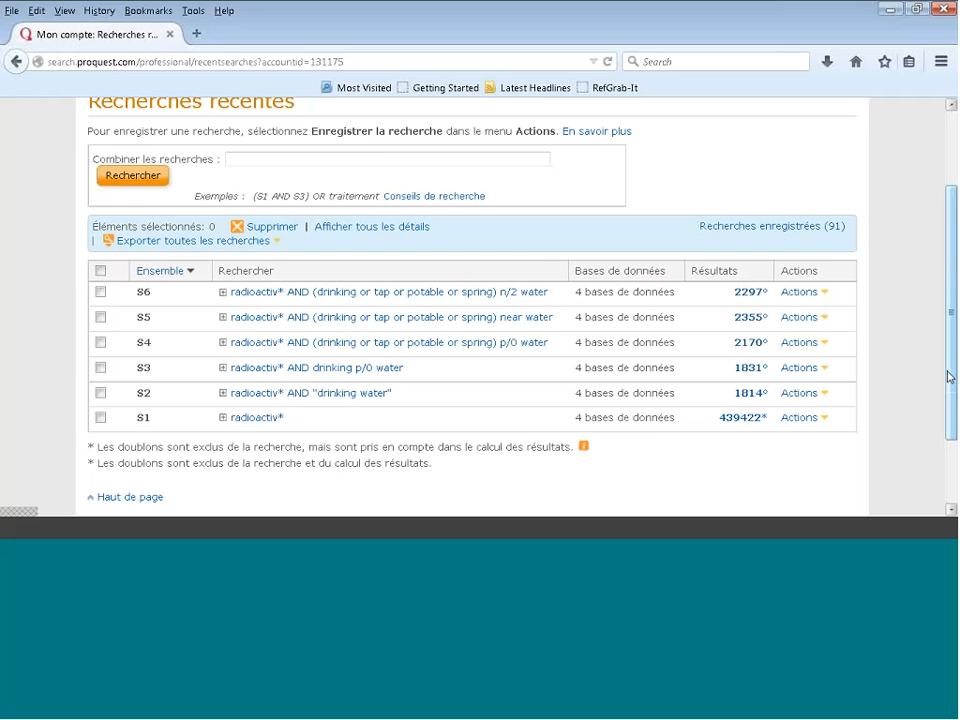 File Edit View History Bookmarks Tools Help
Mon compte: Recherches r...
search.proquest.com/professional/recentsearches?accountid=131175
Search
Most Visited Getting Started Latest Headlines RefGrab-It
Recherches récentes
Pour enregistrer une recherche, sélectionnez Enregistrer la recherche dans le menu Actions. En savoir plus
Combiner les recherches :
Rechercher
Exemples : (S1 AND S3) OR traitement Conseils de recherche
Éléments sélectionnés: 0 Supprimer | Afficher tous les détails Recherches enregistrées (91)
| Exporter toutes les recherches
Ensemble Rechercher Bases de données Résultats Actions
S6 radioactiv* AND (drinking or tap or potable or spring) n/2 water 4 bases de données 2297° Actions
S5 radioactiv* AND (drinking or tap or potable or spring) near water 4 bases de données 2355° Actions
S4 radioactiv* AND (drinking or tap or potable or spring) p/0 water 4 bases de données 2170° Actions
S3 radioactiv* AND drinking p/0 water 4 bases de données 1831° Actions
S2 radioactiv* AND "drinking water" 4 bases de données 1814° Actions
S1 radioactiv* 4 bases de données 439422* Actions
* Les doublons sont exclus de la recherche, mais sont pris en compte dans le calcul des résultats.
* Les doublons sont exclus de la recherche et du calcul des résultats.
Haut de page